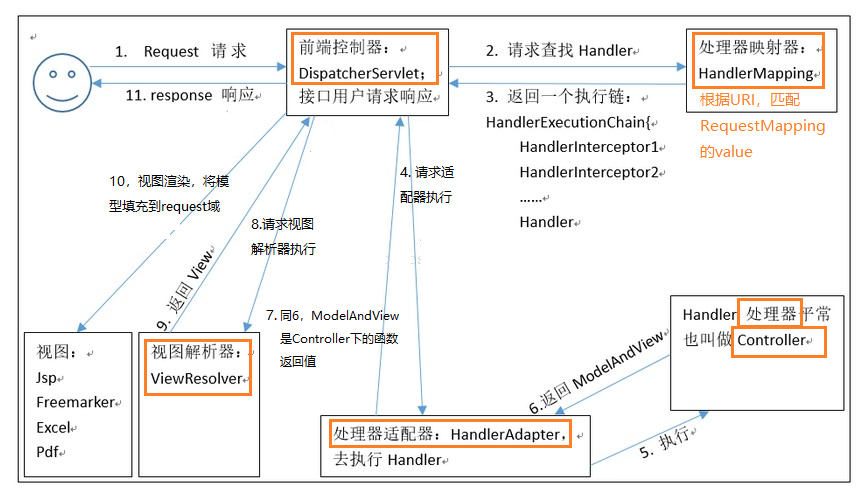 1. Request 请求
前端控制器：
DispatcherServlet；
接口用户请求响应
2. 请求查找 Handler
处理器映射器：
HandlerMapping
根据URI，匹配
RequestMapping
的value
11. response 响应
3. 返回一个执行链：
HandlerExecutionChain{
HandlerInterceptor1
HandlerInterceptor2
……
Handler
10，视图渲染，将模
型填充到request域
8.请求视图
解析器执行
4. 请求适
配器执行
9. 返回 View
7. 同6，ModelAndView
是Controller下的函数
返回值
6.返回 ModelAndView
Handler 处理器平常
也叫做 Controller
视图：
Jsp
Freemarker
Excel
Pdf
视图解析器：
ViewResolver
处理器适配器：HandlerAdapter，
去执行 Handler
5. 执行